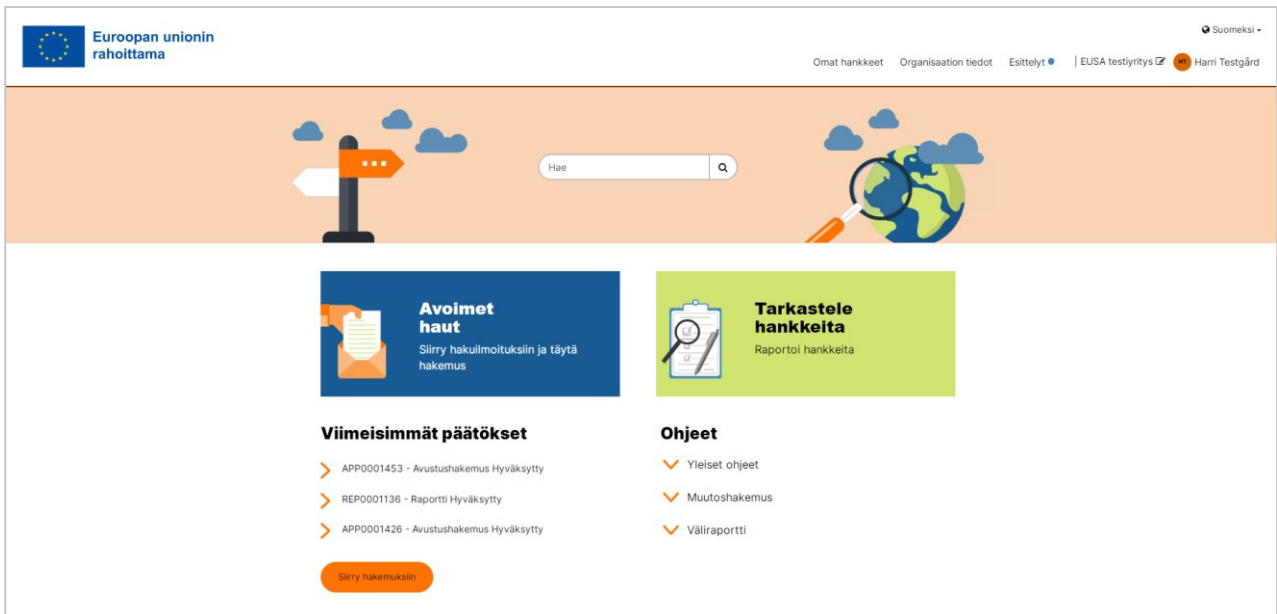 Euroopan unionin
rahoittama
Suomeksi
Omat hankkeet Organisaation tiedot Esittelyt | EUSA testiyritys HT Harri Testgård
Hae
Avoimet
haut
Siirry hakuilmoituksiin ja täytä
hakemus
Tarkastele
hankkeita
Raportoi hankkeita
Viimeisimmät päätökset
APP0001453 - Avustushakemus Hyväksytty
REP0001136 - Raportti Hyväksytty
APP0001426 - Avustushakemus Hyväksytty
Siirry hakemuksiin
Ohjeet
Yleiset ohjeet
Muutoshakemus
Väliraportti